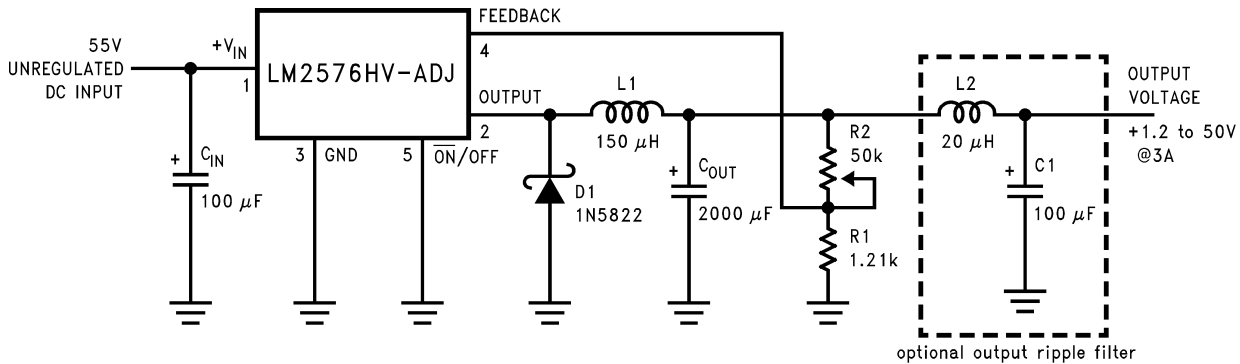 55V
UNREGULATED
DC INPUT
+V_IN
1
LM2576HV-ADJ
FEEDBACK
4
OUTPUT
2
3
GND
5
ON/OFF
+
C_IN
100 μF
D1
1N5822
L1
150 μH
+
C_OUT
2000 μF
R2
50k
R1
1.21k
L2
20 μH
+
C1
100 μF
OUTPUT
VOLTAGE
+1.2 to 50V
@3A
optional output ripple filter